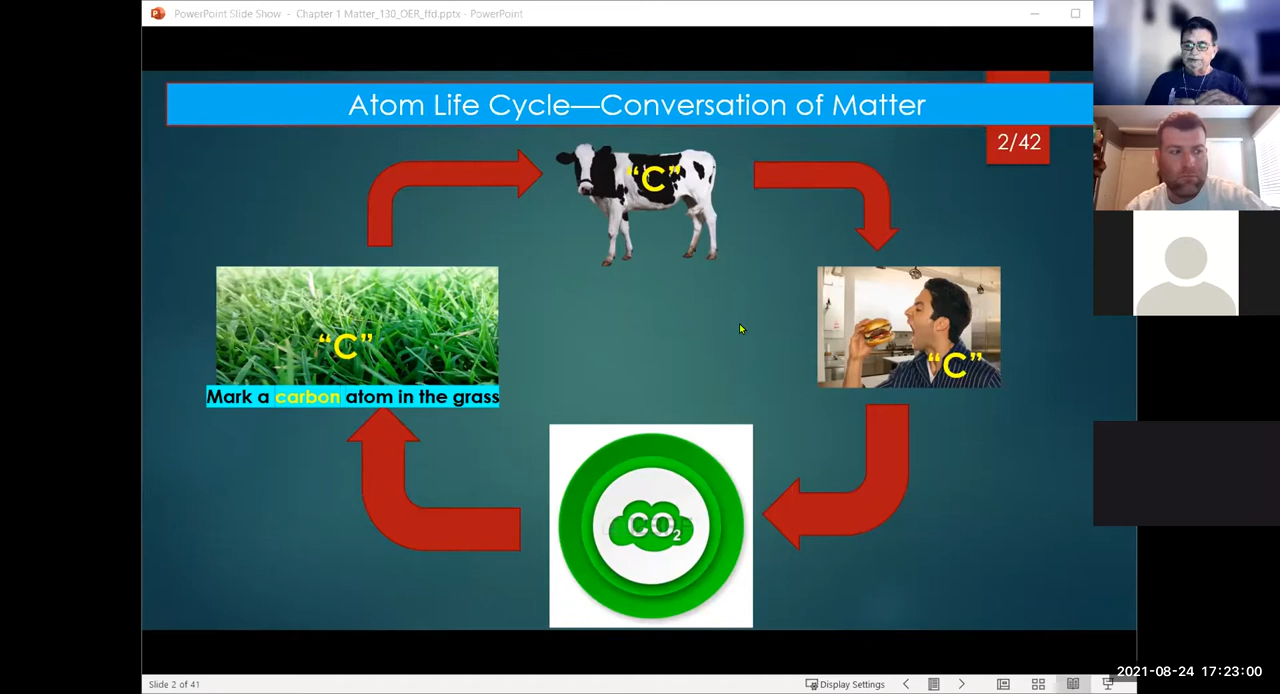 PowerPoint Slide Show - Chapter 1 Matter_130_OER_ffd.pptx - PowerPoint
Atom Life Cycle—Conversation of Matter
2/42
“C”
“C”
“C”
Mark a carbon atom in the grass
CO2
Slide 2 of 41
Display Settings
2021-08-24 17:23:00